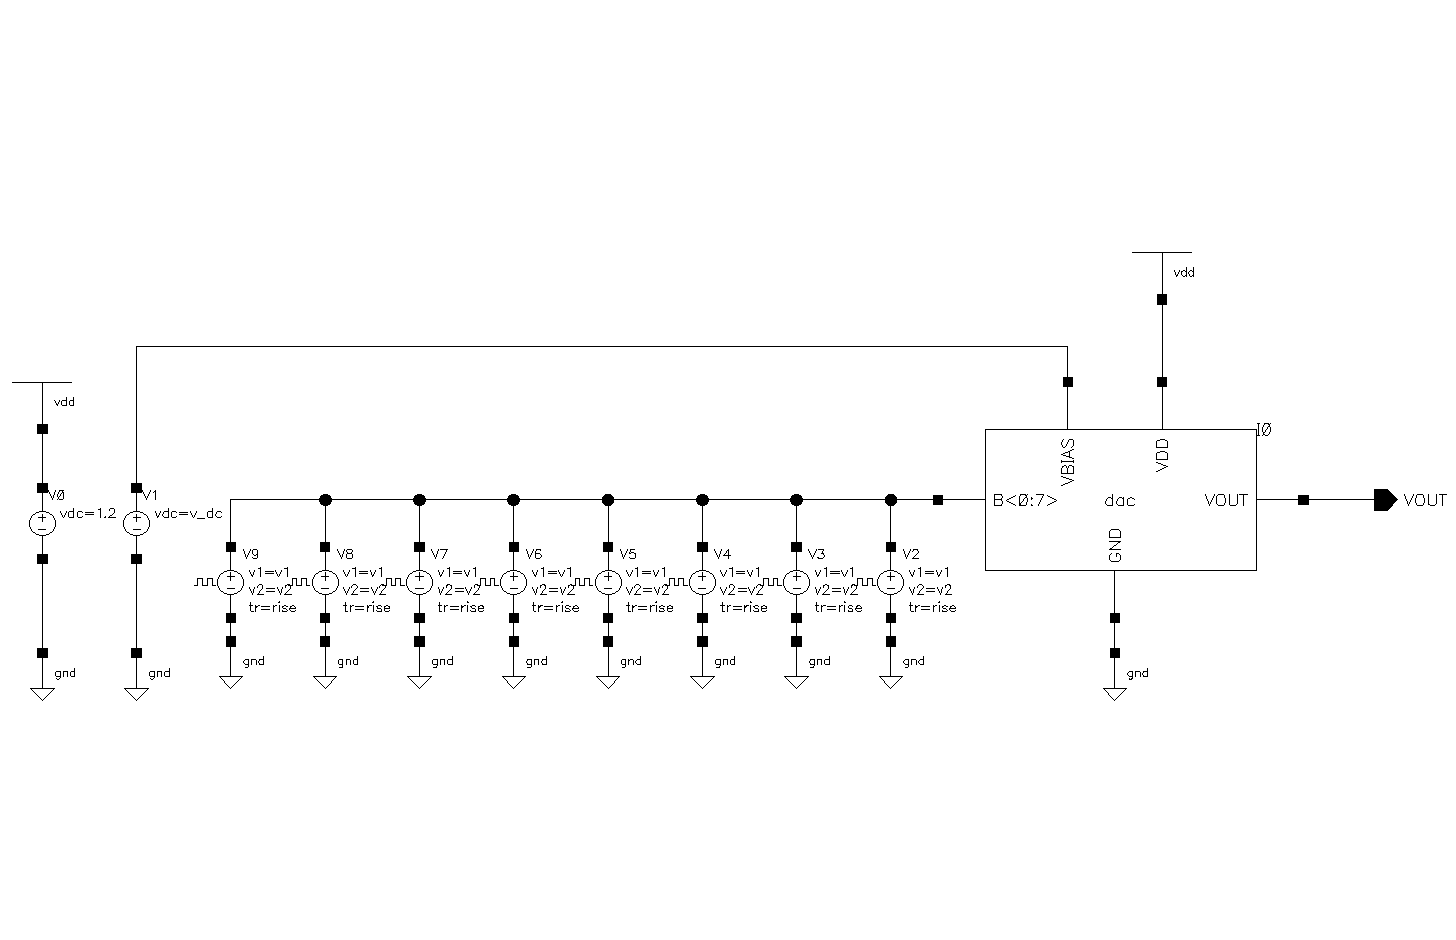 vdd
vdd
IØ
VBIAS
VDD
B<Ø:7>
dac
VOUT
VOUT
GND
VØ
vdc=1.2
V1
vdc=v_dc
V9
v1=v1
v2=v2
tr=rise
V8
v1=v1
v2=v2
tr=rise
V7
v1=v1
v2=v2
tr=rise
V6
v1=v1
v2=v2
tr=rise
V5
v1=v1
v2=v2
tr=rise
V4
v1=v1
v2=v2
tr=rise
V3
v1=v1
v2=v2
tr=rise
V2
v1=v1
v2=v2
tr=rise
gnd
gnd
gnd
gnd
gnd
gnd
gnd
gnd
gnd
gnd
gnd